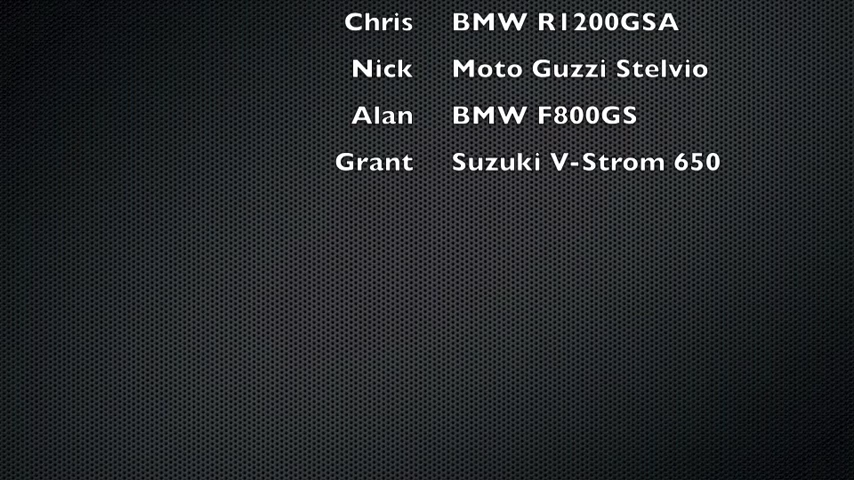 Chris BMW R1200GSA
Nick Moto Guzzi Stelvio
Alan BMW F800GS
Grant Suzuki V-Strom 650